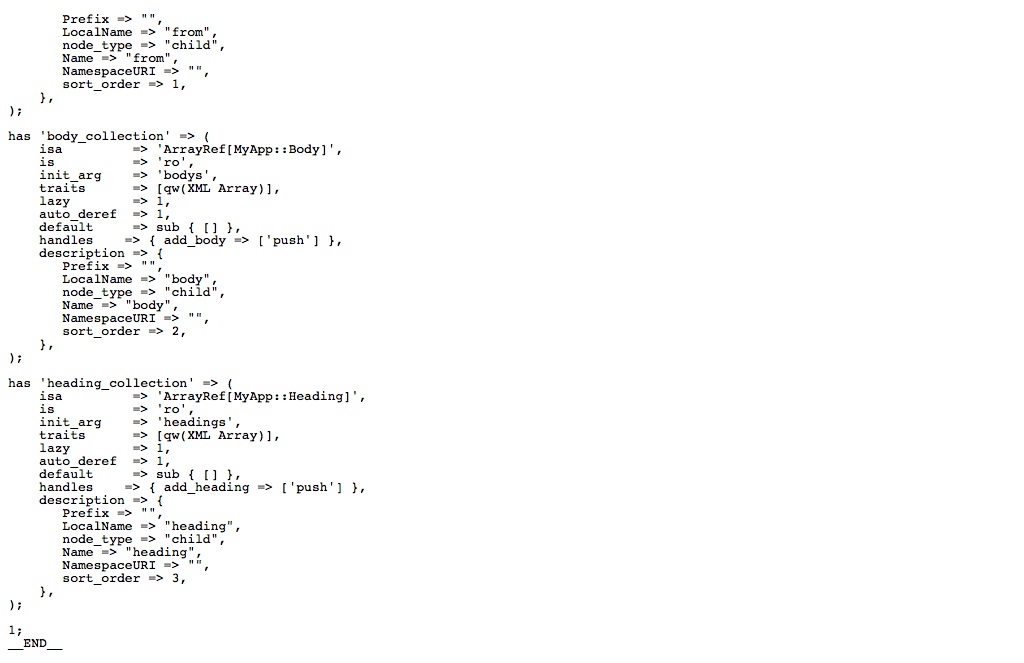 Prefix => "",
       LocalName => "from",
       node_type => "child",
       Name => "from",
       NamespaceURI => "",
       sort_order => 1,
    },
);
has 'body_collection' => (
    isa         => 'ArrayRef[MyApp::Body]',
    is          => 'ro',
    init_arg    => 'bodys',
    traits      => [qw(XML Array)],
    lazy        => 1,
    auto_deref  => 1,
    default     => sub { [] },
    handles    => { add_body => ['push'] },
    description => {
       Prefix => "",
       LocalName => "body",
       node_type => "child",
       Name => "body",
       NamespaceURI => "",
       sort_order => 2,
    },
);
has 'heading_collection' => (
    isa         => 'ArrayRef[MyApp::Heading]',
    is          => 'ro',
    init_arg    => 'headings',
    traits      => [qw(XML Array)],
    lazy        => 1,
    auto_deref  => 1,
    default     => sub { [] },
    handles    => { add_heading => ['push'] },
    description => {
       Prefix => "",
       LocalName => "heading",
       node_type => "child",
       Name => "heading",
       NamespaceURI => "",
       sort_order => 3,
    },
);
1;
__END__